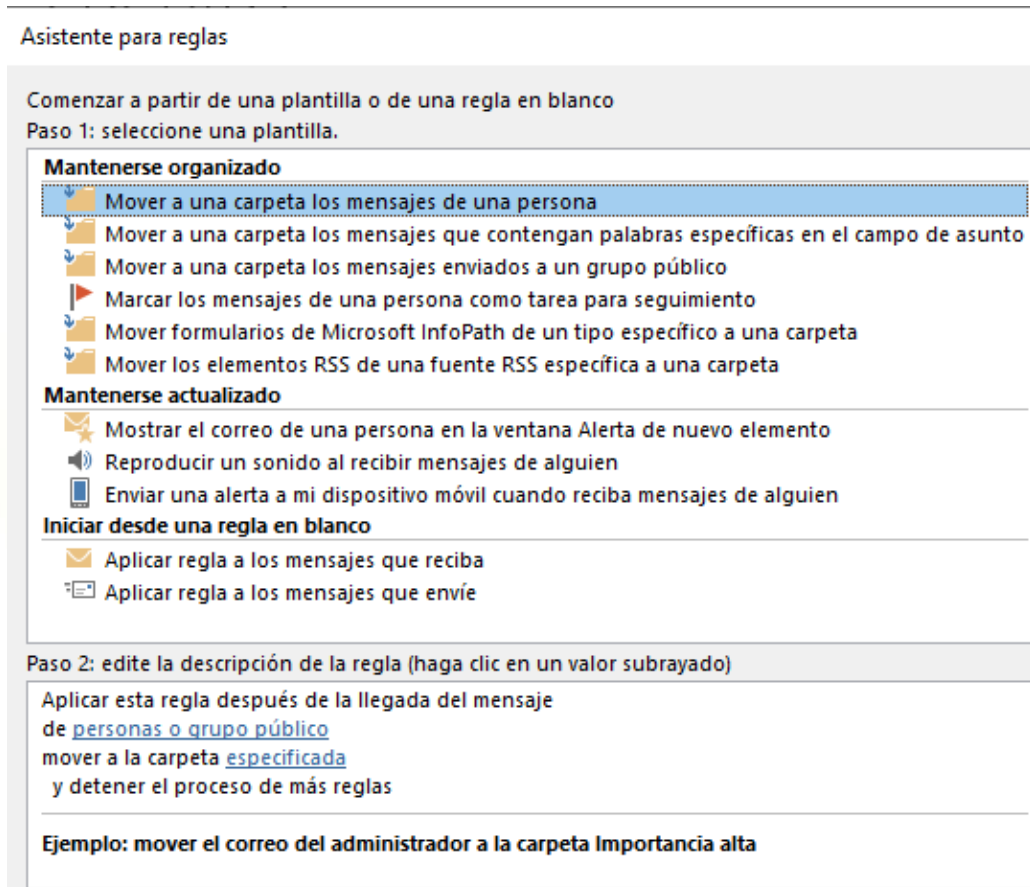 Asistente para reglas
Comenzar a partir de una plantilla o de una regla en blanco
Paso 1: seleccione una plantilla.
Mantenerse organizado
Mover a una carpeta los mensajes de una persona
Mover a una carpeta los mensajes que contengan palabras específicas en el campo de asunto
Mover a una carpeta los mensajes enviados a un grupo público
Marcar los mensajes de una persona como tarea para seguimiento
Mover formularios de Microsoft InfoPath de un tipo específico a una carpeta
Mover los elementos RSS de una fuente RSS específica a una carpeta
Mantenerse actualizado
Mostrar el correo de una persona en la ventana Alerta de nuevo elemento
Reproducir un sonido al recibir mensajes de alguien
Enviar una alerta a mi dispositivo móvil cuando reciba mensajes de alguien
Iniciar desde una regla en blanco
Aplicar regla a los mensajes que reciba
Aplicar regla a los mensajes que envíe
Paso 2: edite la descripción de la regla (haga clic en un valor subrayado)
Aplicar esta regla después de la llegada del mensaje
de personas o grupo público
mover a la carpeta especificada
y detener el proceso de más reglas
Ejemplo: mover el correo del administrador a la carpeta Importancia alta